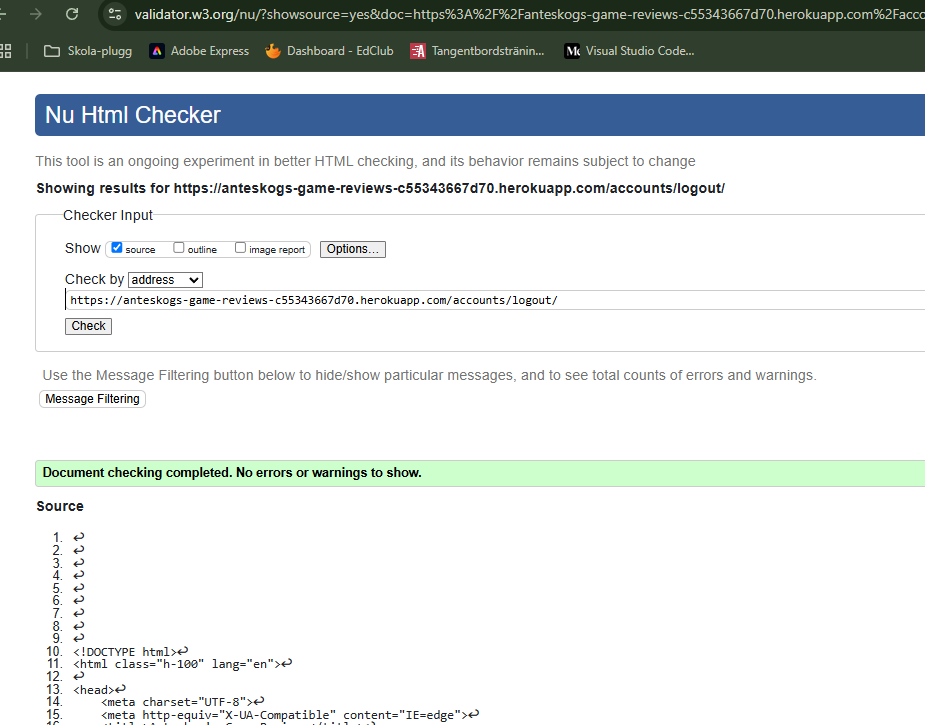 validator.w3.org/nu/?showsource=yes&doc=https%3A%2F%2Fanteskogs-game-reviews-c55343667d70.herokuapp.com%2Facco
Skola-plugg Adobe Express Dashboard - EdClub Tangentbordstränin... Visual Studio Code...
Nu Html Checker
This tool is an ongoing experiment in better HTML checking, and its behavior remains subject to change
Showing results for https://anteskogs-game-reviews-c55343667d70.herokuapp.com/accounts/logout/
Checker Input
Show source outline image report Options...
Check by address
https://anteskogs-game-reviews-c55343667d70.herokuapp.com/accounts/logout/
Check
Use the Message Filtering button below to hide/show particular messages, and to see total counts of errors and warnings.
Message Filtering
Document checking completed. No errors or warnings to show.
Source
1. ↩
2. ↩
3. ↩
4. ↩
5. ↩
6. ↩
7. ↩
8. ↩
9. ↩
10. <!DOCTYPE html>↩
11. <html class="h-100" lang="en">↩
12. ↩
13. <head>↩
14. <meta charset="UTF-8">↩
15. <meta http-equiv="X-UA-Compatible" content="IE=edge">↩